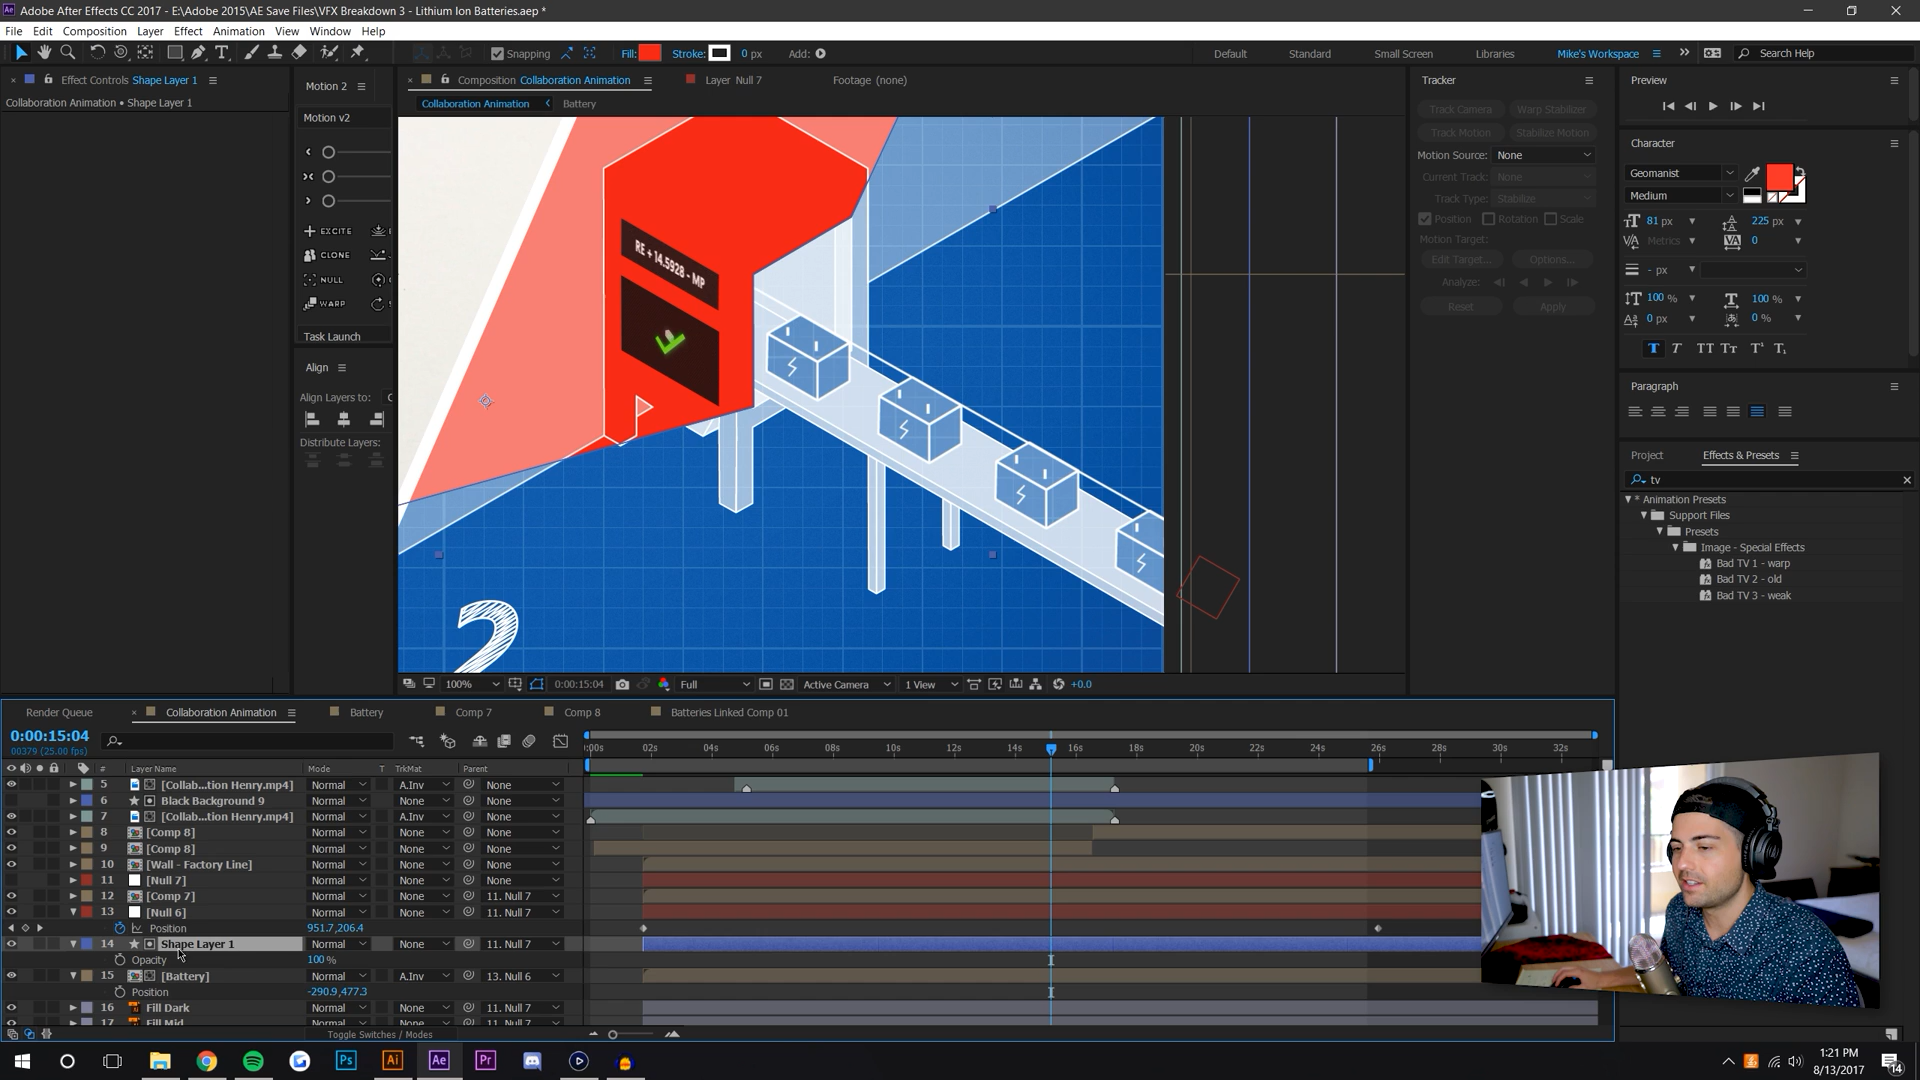 Adobe After Effects CC 2017 - E:\Adobe 2015\AE Save Files\VFX Breakdown 3 - Lithium Ion Batteries.aep *
File Edit Composition Layer Effect Animation View Window Help
Snapping Fill: Stroke: 0 px Add:
Default Standard Small Screen Libraries Mike's Workspace Search Help
Effect Controls Shape Layer 1
Collaboration Animation • Shape Layer 1
Motion 2
Motion v2
EXCITE
CLONE
NULL
WARP
Task Launch
Align
Align Layers to:
Distribute Layers:
Composition Collaboration Animation Layer Null 7 Footage (none)
Collaboration Animation Battery
RE + 14.5928 - MP
2
100% 0:00:15:04 Full Active Camera 1 View +0.0
Tracker
Track Camera Warp Stabilizer
Track Motion Stabilize Motion
Motion Source: None
Current Track: None
Track Type: Stabilize
Position Rotation Scale
Motion Target:
Edit Target... Options...
Analyze:
Reset Apply
Preview
Character
Geomanist
Medium
81 px 225 px
Metrics 0
- px
100 % 100 %
0 px 0 %
Paragraph
Project Effects & Presets
tv
* Animation Presets
Support Files
Presets
Image - Special Effects
Bad TV 1 - warp
Bad TV 2 - old
Bad TV 3 - weak
Render Queue Collaboration Animation Battery Comp 7 Comp 8 Batteries Linked Comp 01
0:00:15:04
00379 (25.00 fps)
:00s 02s 04s 06s 08s 10s 12s 14s 16s 18s 20s 22s 24s 26s 28s 30s 32s
# Layer Name Mode T TrkMat Parent
5 [Collab...tion Henry.mp4] Normal A.Inv None
6 Black Background 9 Normal None None
7 [Collab...tion Henry.mp4] Normal A.Inv None
8 [Comp 8] Normal None None
9 [Comp 8] Normal None None
10 [Wall - Factory Line] Normal None None
11 [Null 7] Normal None None
12 [Comp 7] Normal None 11. Null 7
13 [Null 6] Normal None 11. Null 7
Position 951.7,206.4
14 Shape Layer 1 Normal None 11. Null 7
Opacity 100 %
15 [Battery] Normal A.Inv 13. Null 6
Position -290.9,477.3
16 Fill Dark Normal None 11. Null 7
17 Fill Mid Normal None 11. Null 7
Toggle Switches / Modes
Ps Ai Ae Pr
1:21 PM
8/13/2017
14